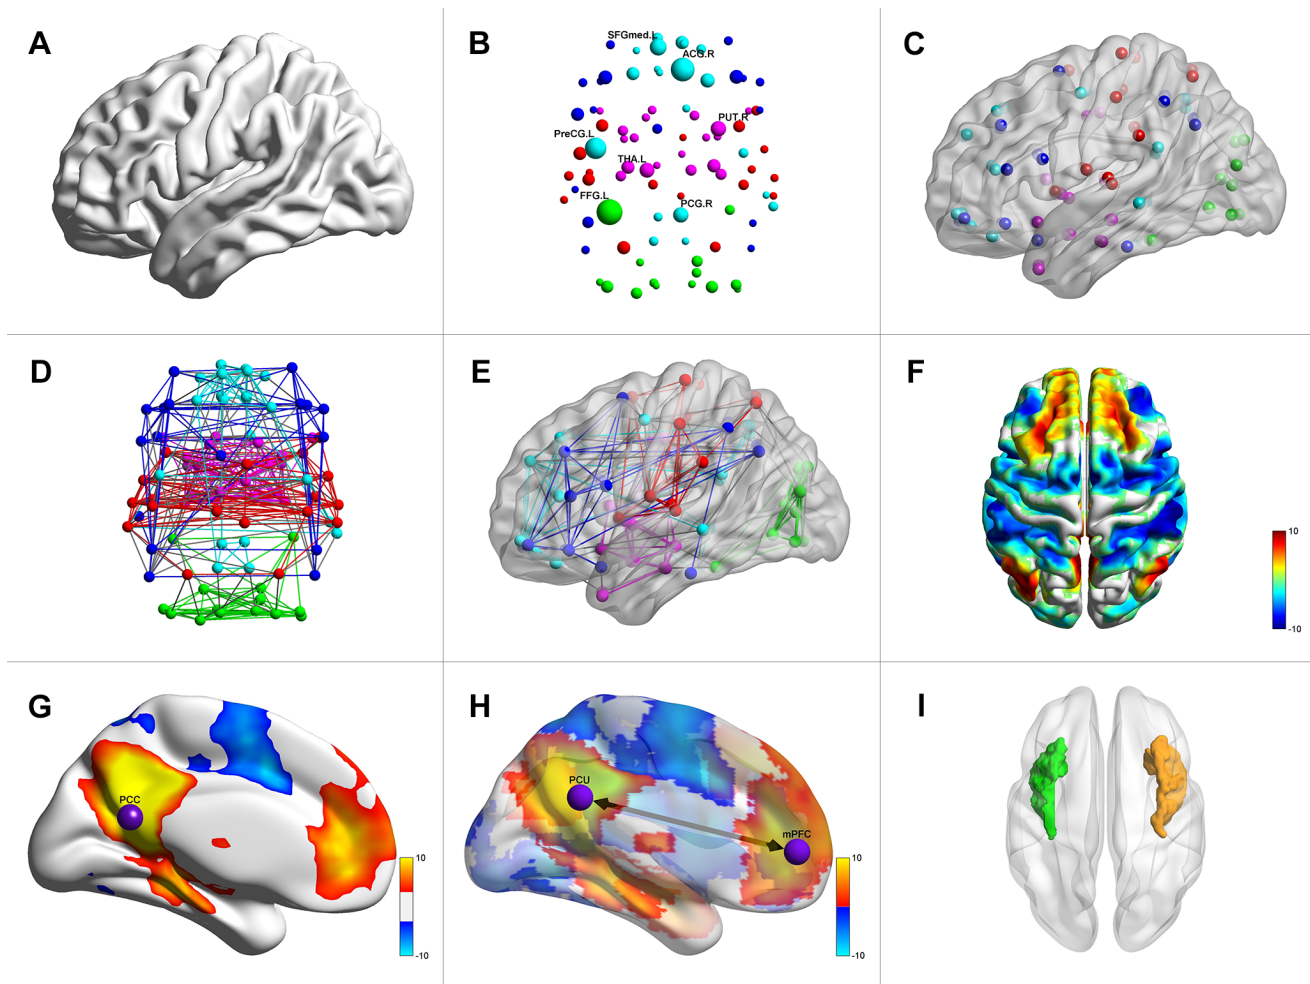 A
B
SFGmed.L
ACG.R
PUT.R
PreCG.L
THA.L
FFG.L
PCG.R
C
D
E
F
10
-10
G
PCC
10
-10
H
PCU
mPFC
10
-10
I